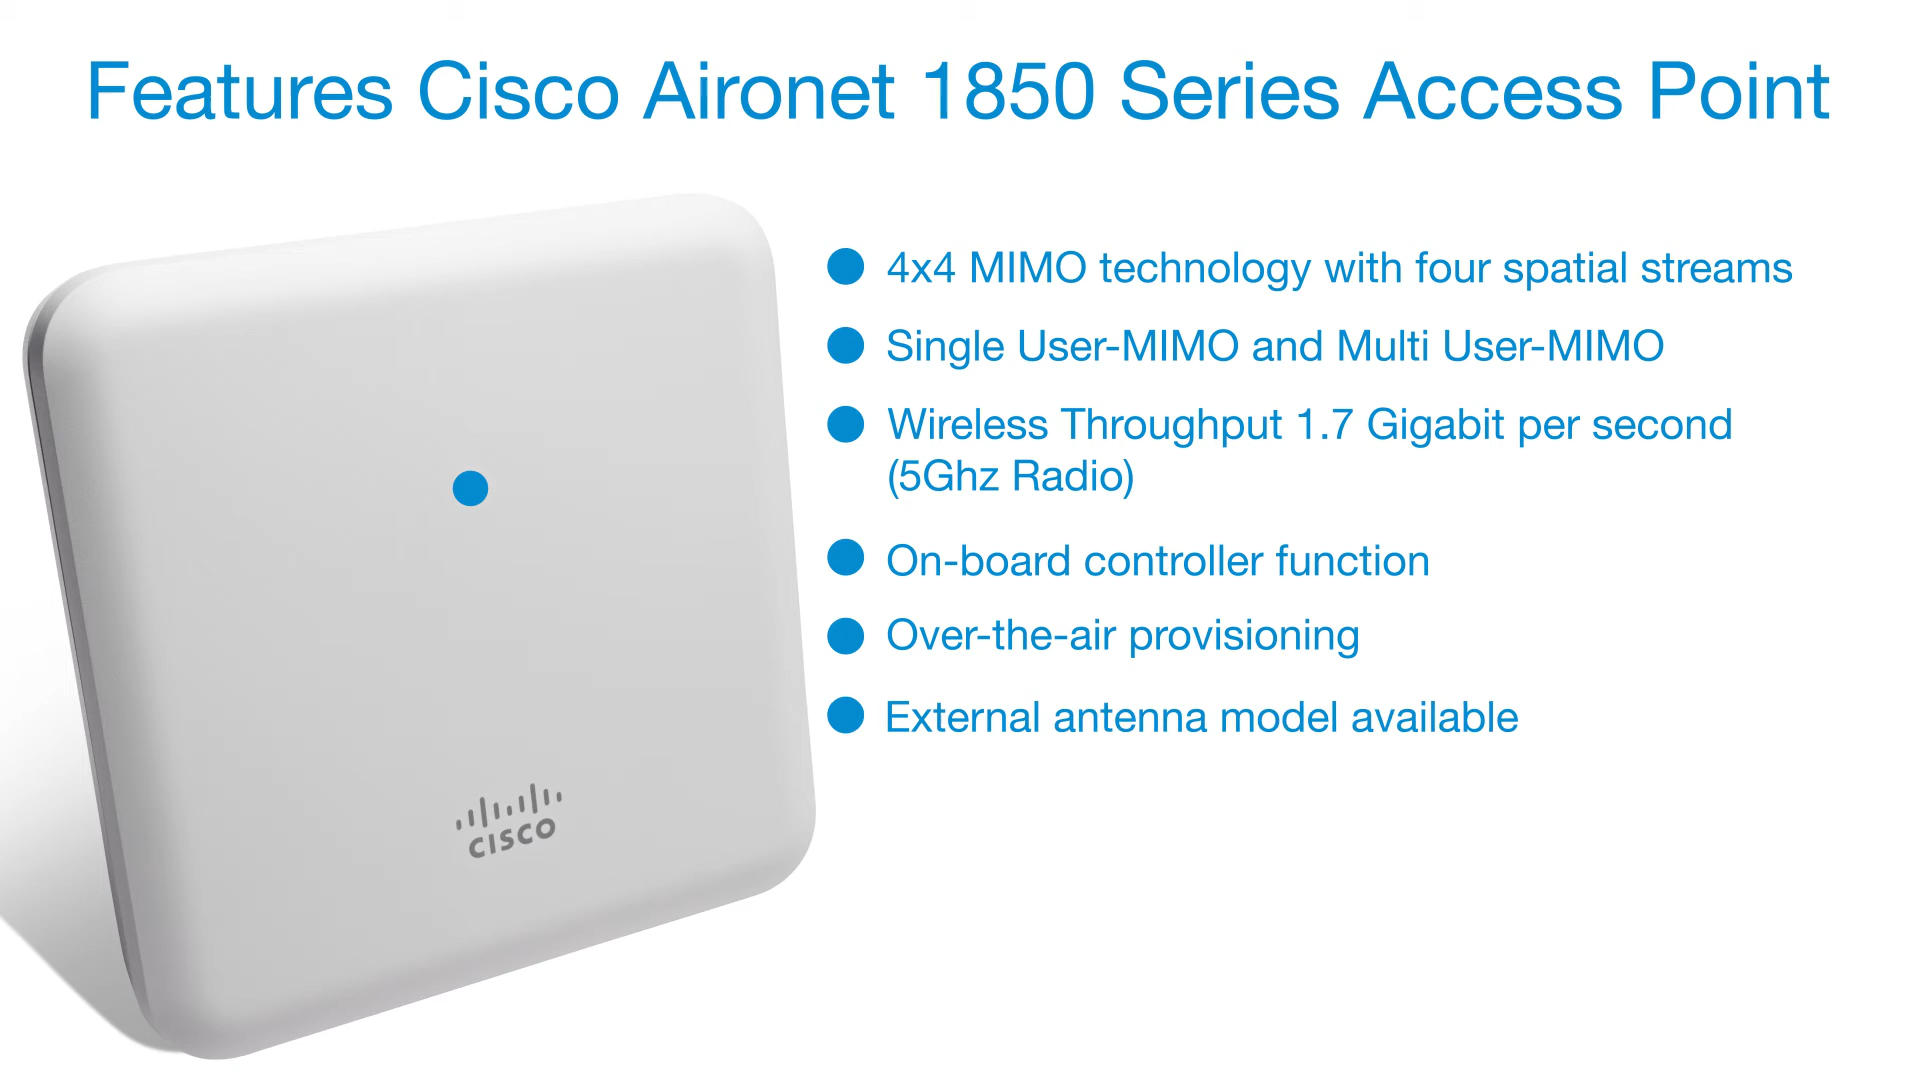 Features Cisco Aironet 1850 Series Access Point
4x4 MIMO technology with four spatial streams
Single User-MIMO and Multi User-MIMO
Wireless Throughput 1.7 Gigabit per second
(5Ghz Radio)
On-board controller function
Over-the-air provisioning
External antenna model available
CISCO